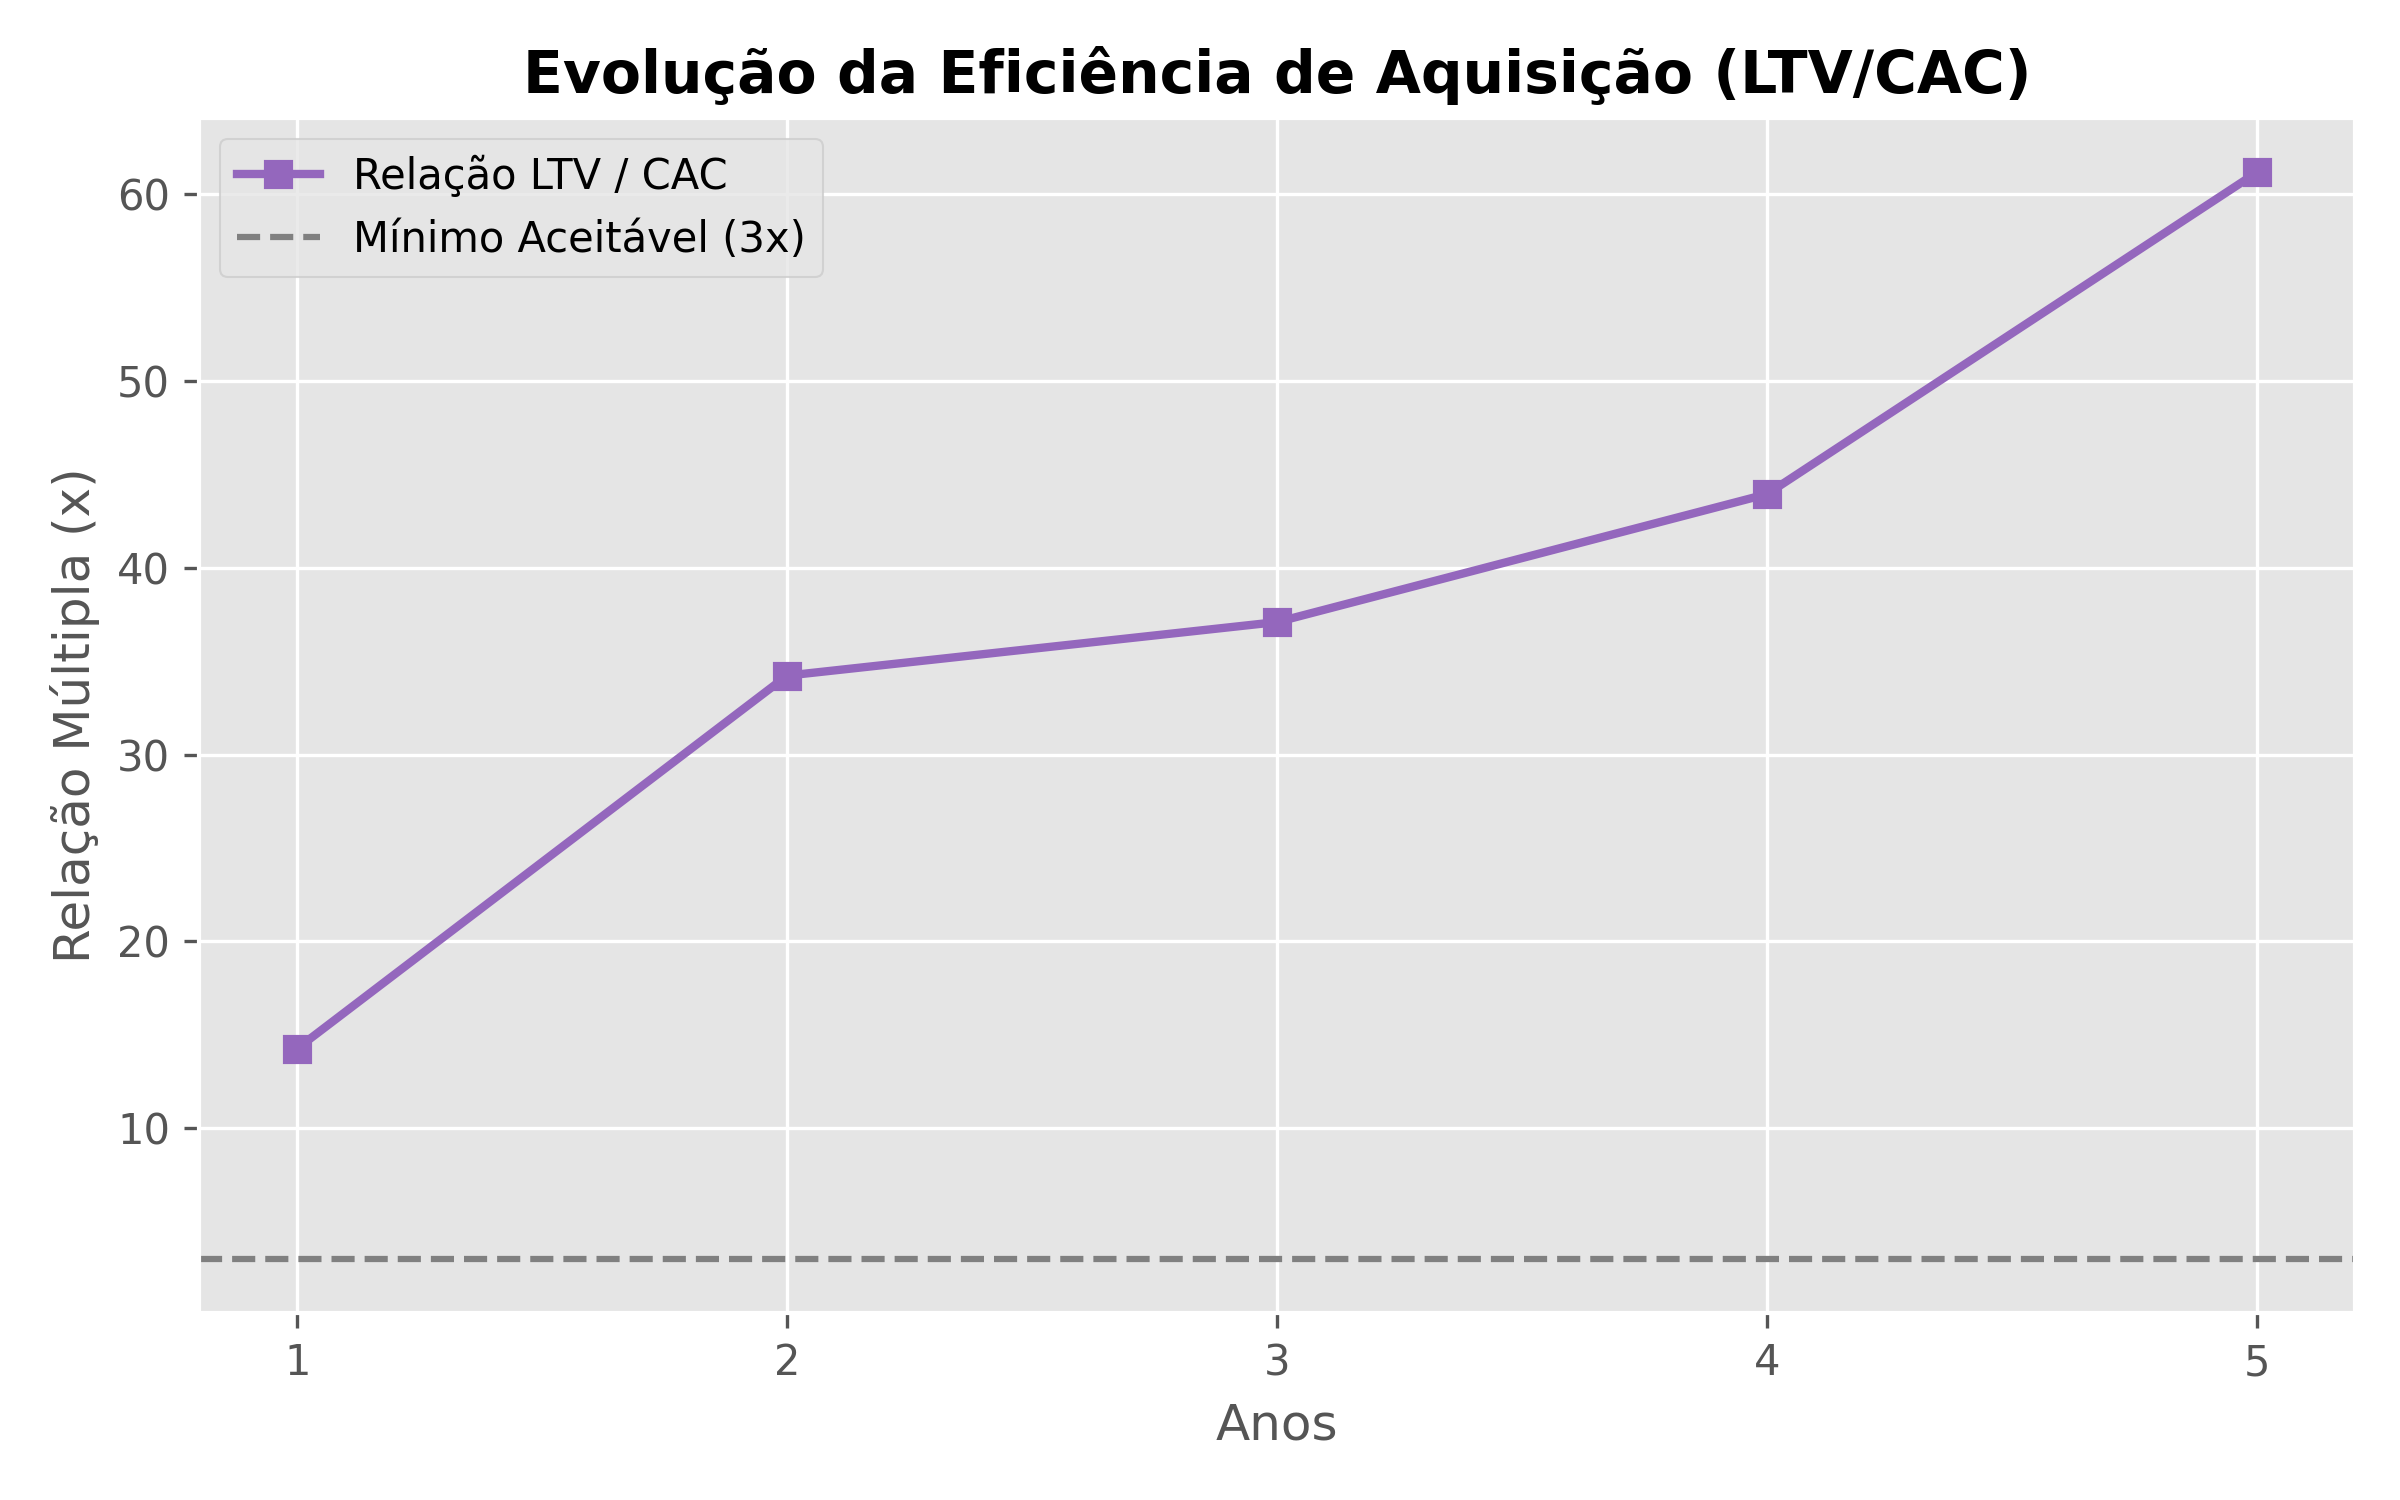 Evolução da Eficiência de Aquisição (LTV/CAC)
Relação LTV / CAC
Mínimo Aceitável (3x)
Relação Múltipla (x)
60
50
40
30
20
10
1 2 3 4 5
Anos